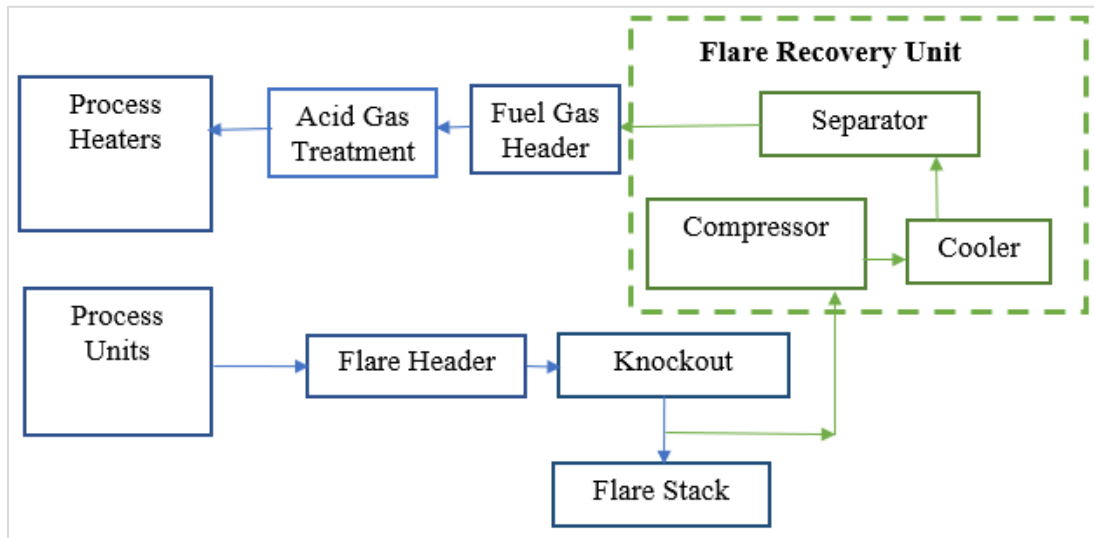 Flare Recovery Unit
Process
Heaters
Acid Gas
Treatment
Fuel Gas
Header
Separator
Compressor
Cooler
Process
Units
Flare Header
Knockout
Flare Stack